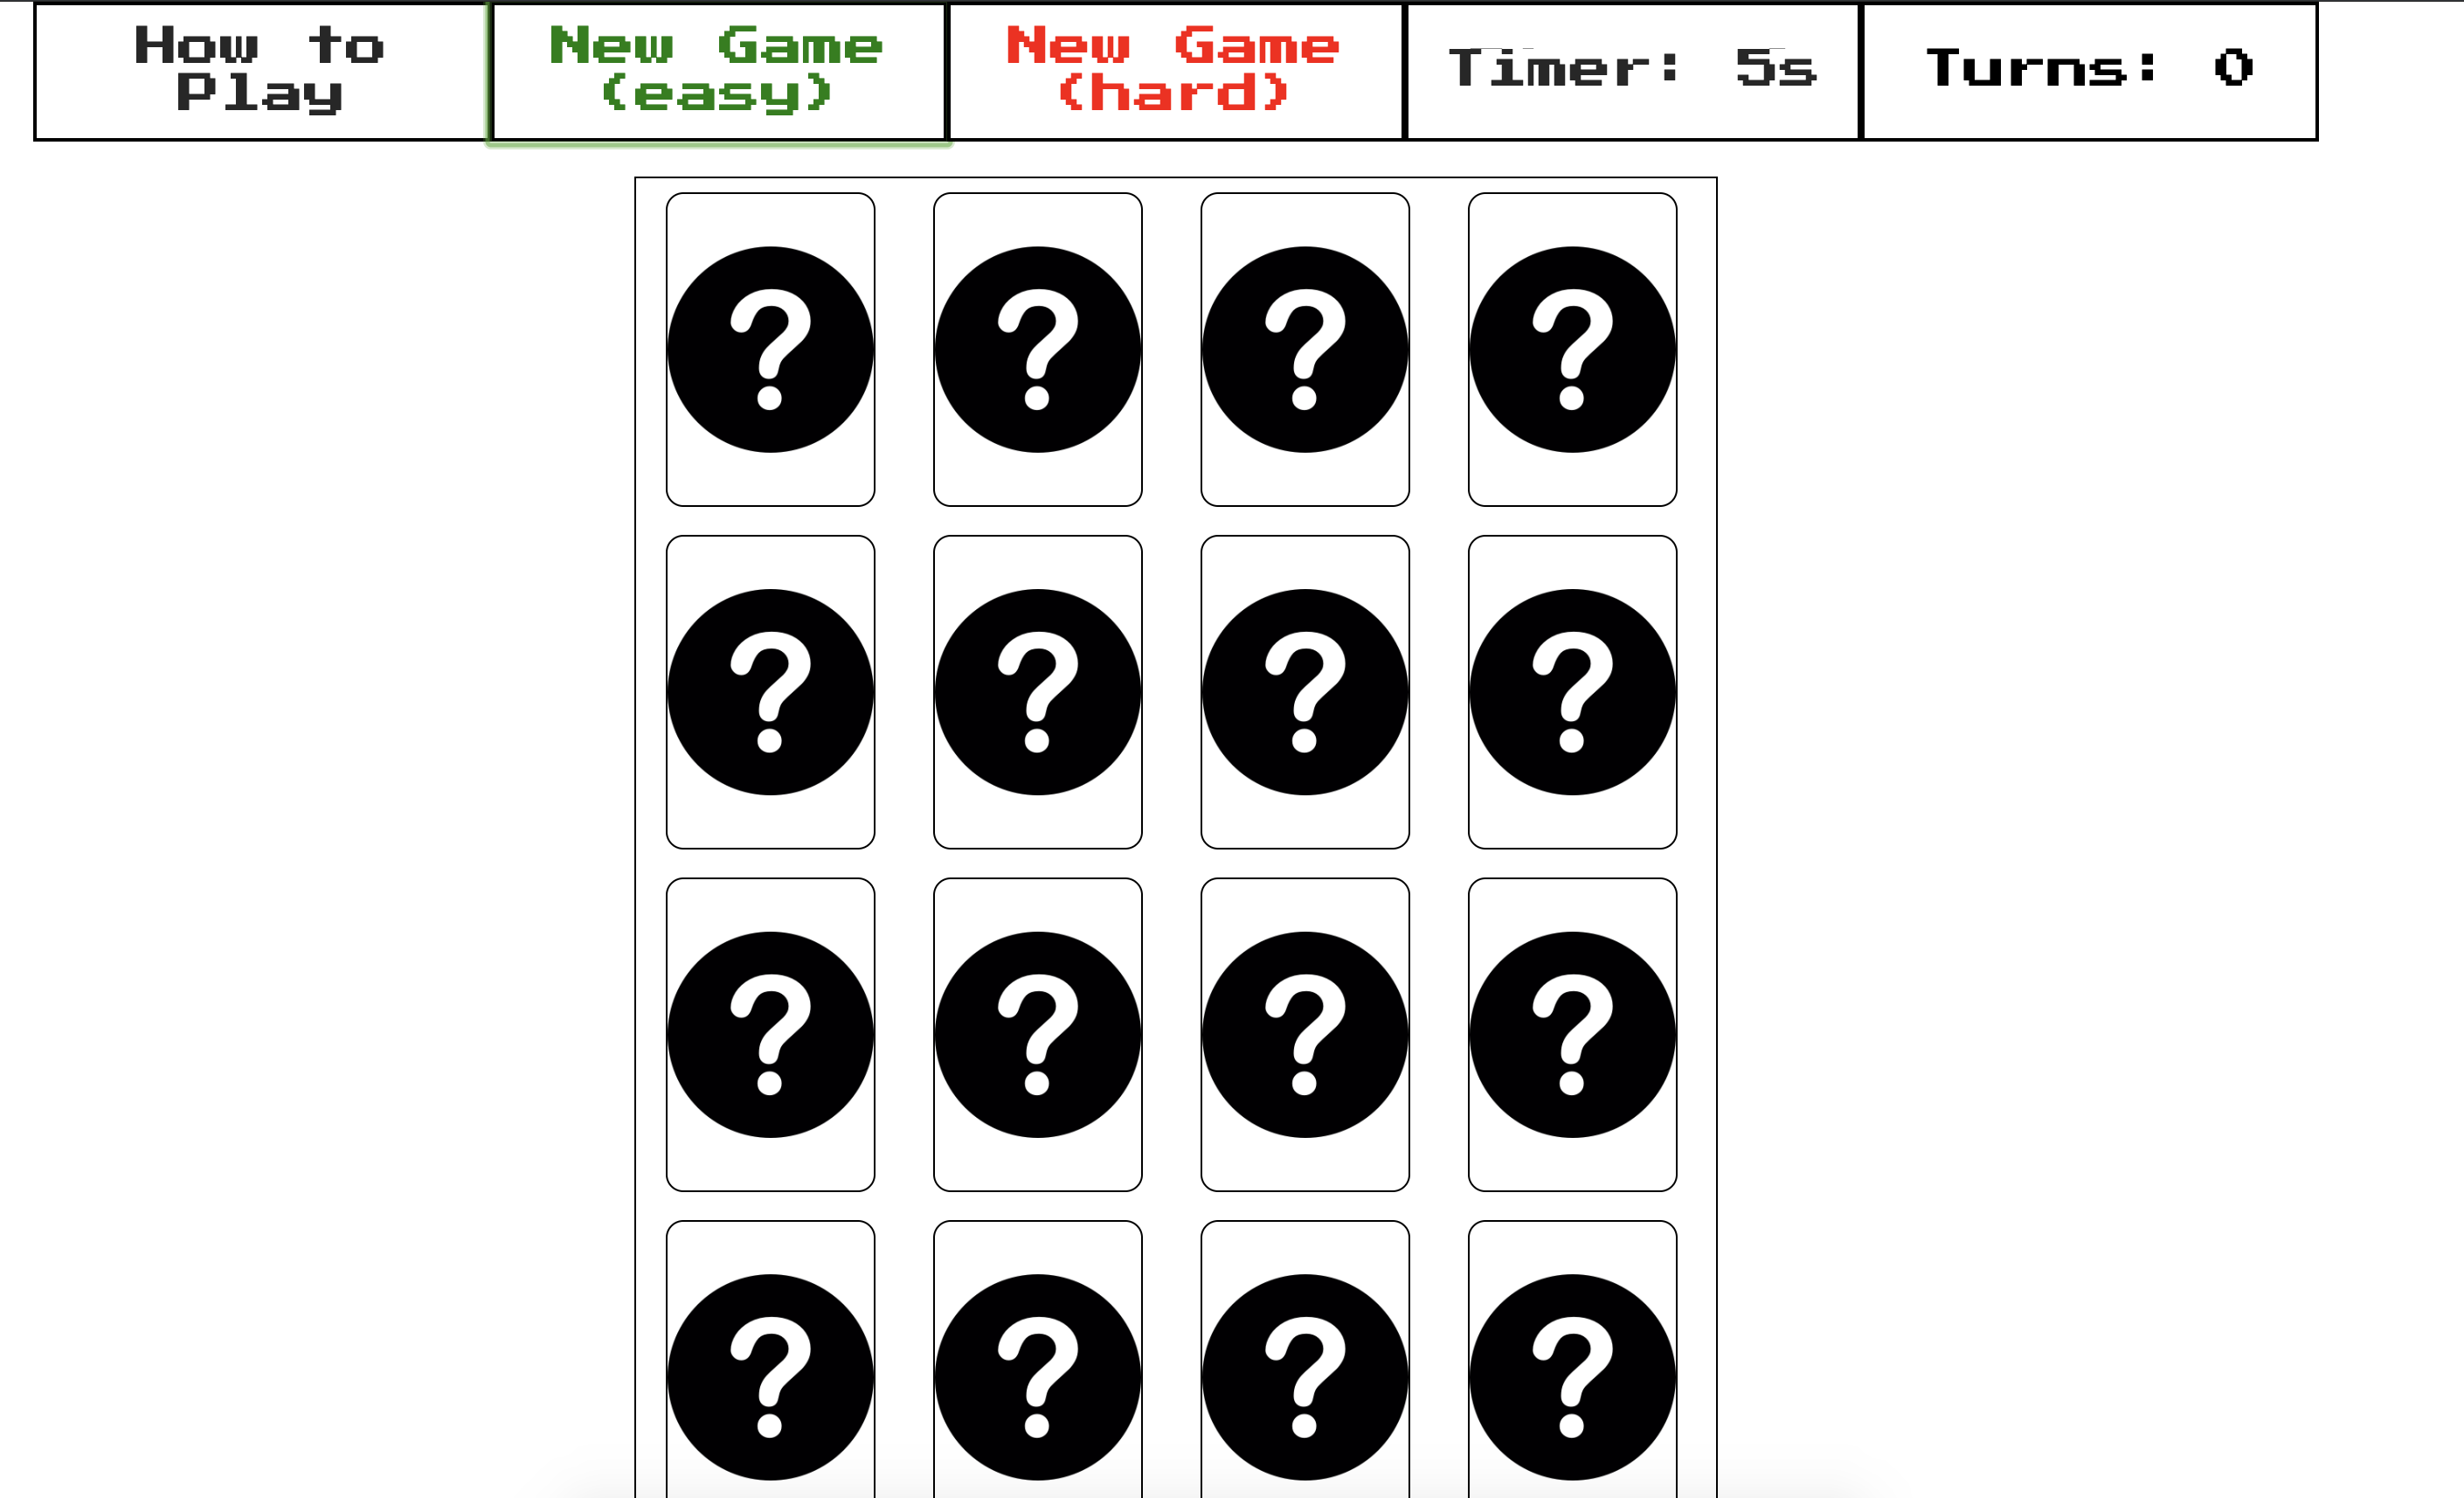 How to
Play
New Game
(easy)
New Game
(hard)
Timer: 5s
Turns: 0
? ? ? ?
? ? ? ?
? ? ? ?
? ? ? ?